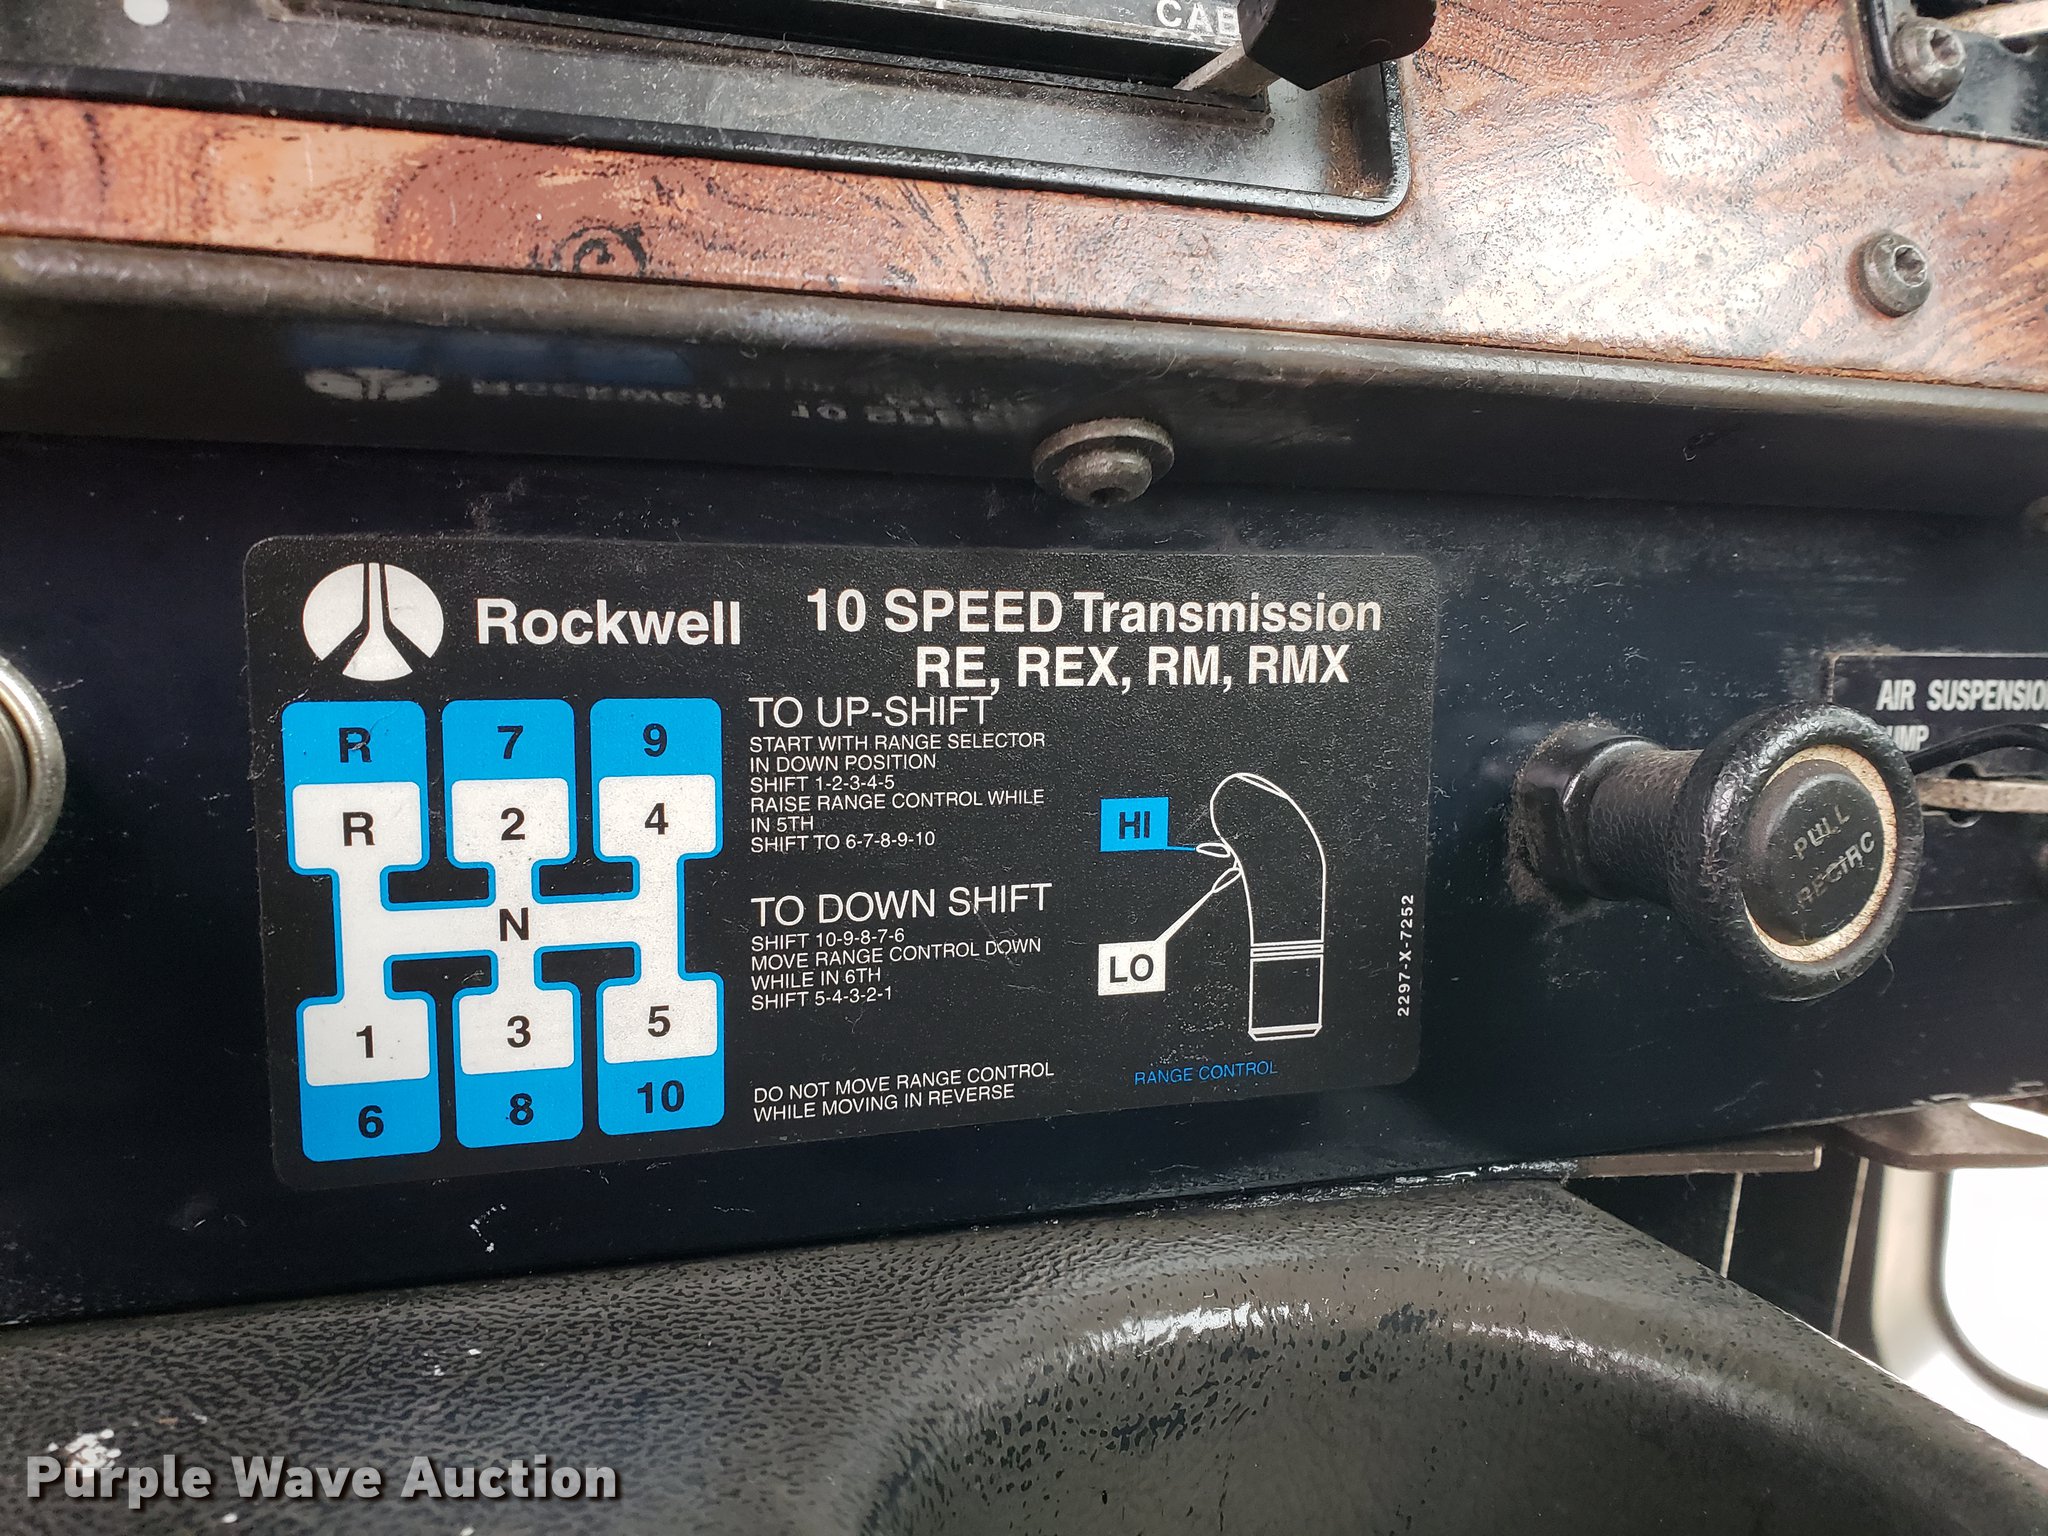 Rockwell
10 SPEED Transmission
RE, REX, RM, RMX
R 7 9
R 2 4
N
1 3 5
6 8 10
TO UP-SHIFT
START WITH RANGE SELECTOR
IN DOWN POSITION
SHIFT 1-2-3-4-5
RAISE RANGE CONTROL WHILE
IN 5TH
SHIFT TO 6-7-8-9-10
TO DOWN SHIFT
SHIFT 10-9-8-7-6
MOVE RANGE CONTROL DOWN
WHILE IN 6TH
SHIFT 5-4-3-2-1
DO NOT MOVE RANGE CONTROL
WHILE MOVING IN REVERSE
HI
LO
RANGE CONTROL
2297-X-7252
PULL
RECIRC
AIR SUSPENSION
Purple Wave Auction